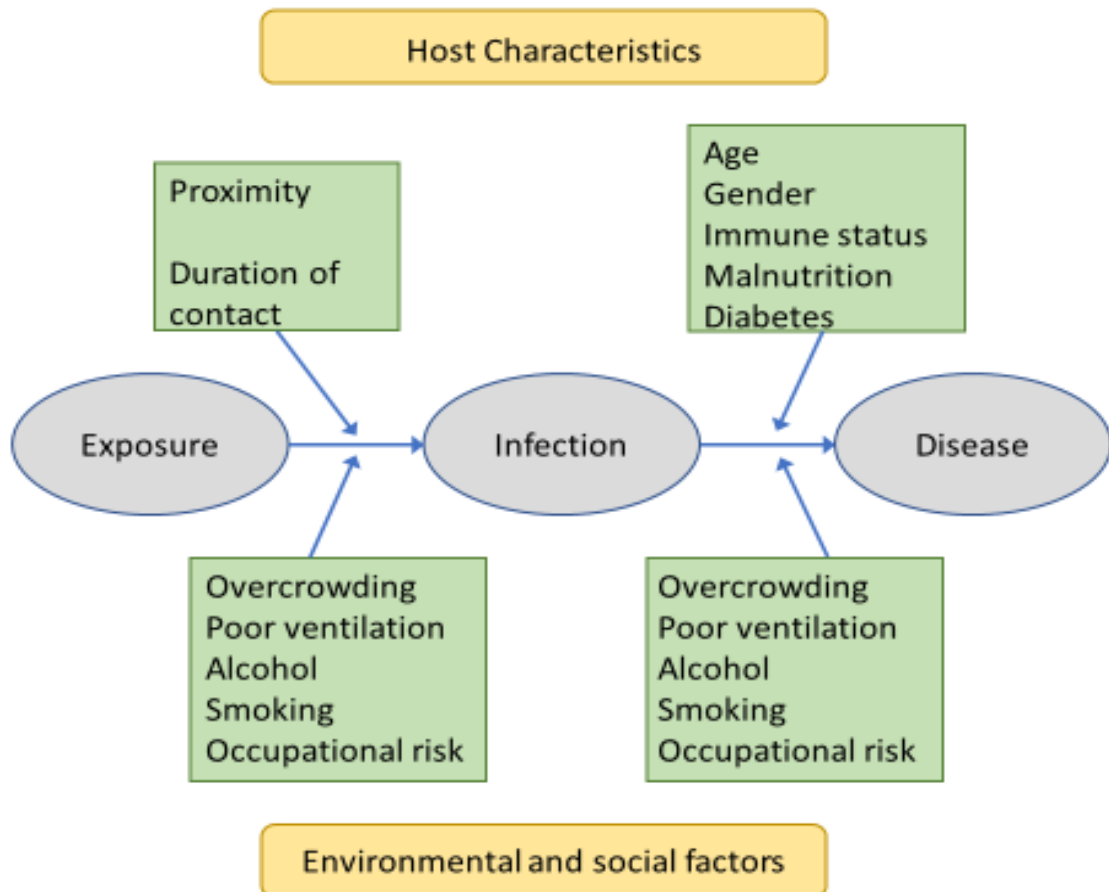 Host Characteristics
Proximity
Duration of
contact
Age
Gender
Immune status
Malnutrition
Diabetes
Exposure
Infection
Disease
Overcrowding
Poor ventilation
Alcohol
Smoking
Occupational risk
Overcrowding
Poor ventilation
Alcohol
Smoking
Occupational risk
Environmental and social factors